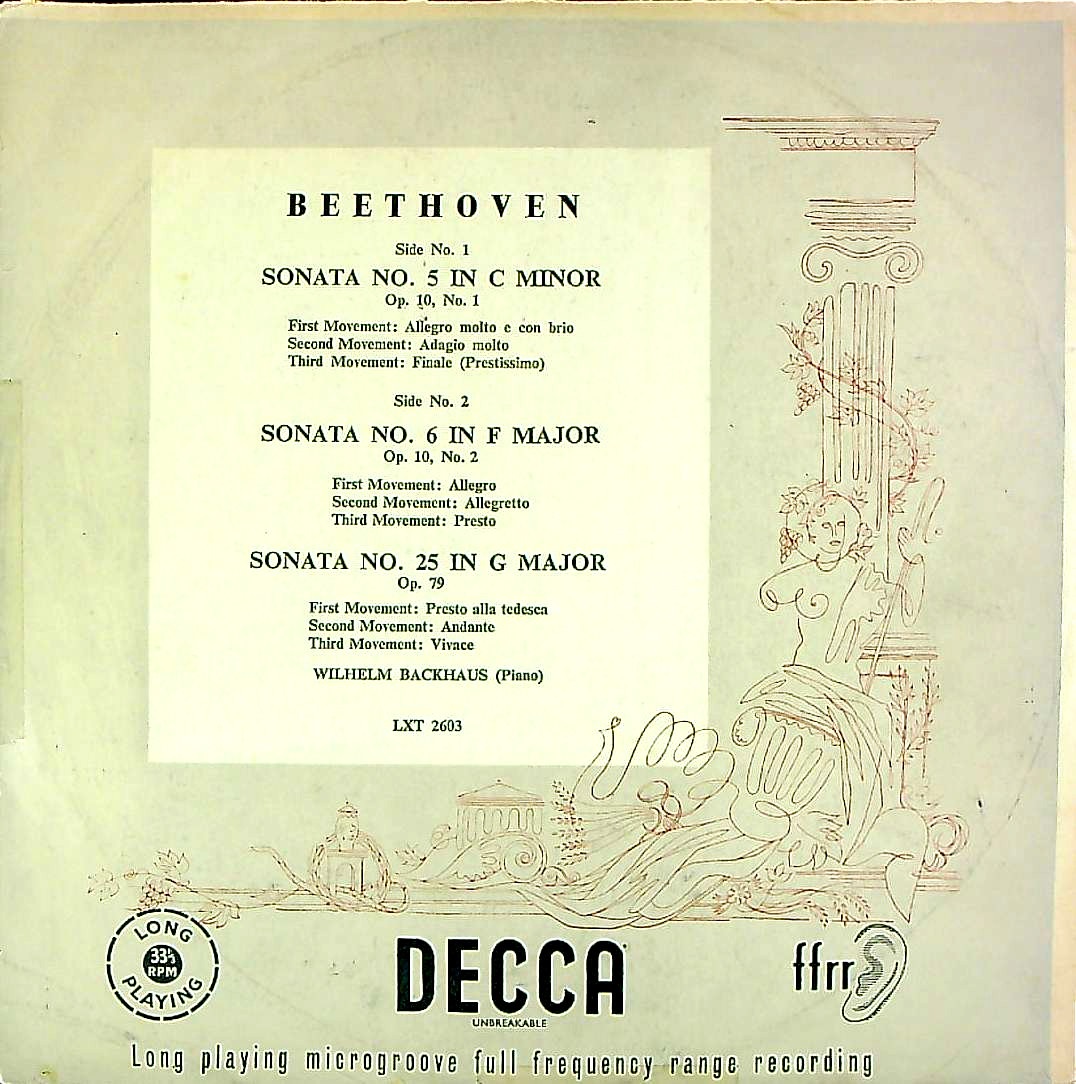 BEETHOVEN
Side No. 1
SONATA NO. 5 IN C MINOR
Op. 10, No. 1
First Movement: Allegro molto e con brio
Second Movement: Adagio molto
Third Movement: Finale (Prestissimo)
Side No. 2
SONATA NO. 6 IN F MAJOR
Op. 10, No. 2
First Movement: Allegro
Second Movement: Allegretto
Third Movement: Presto
SONATA NO. 25 IN G MAJOR
Op. 79
First Movement: Presto alla tedesca
Second Movement: Andante
Third Movement: Vivace
WILHELM BACKHAUS (Piano)
LXT 2603
LONG
33⅓
RPM
PLAYING
DECCA
UNBREAKABLE
ffrr
Long playing microgroove full frequency range recording